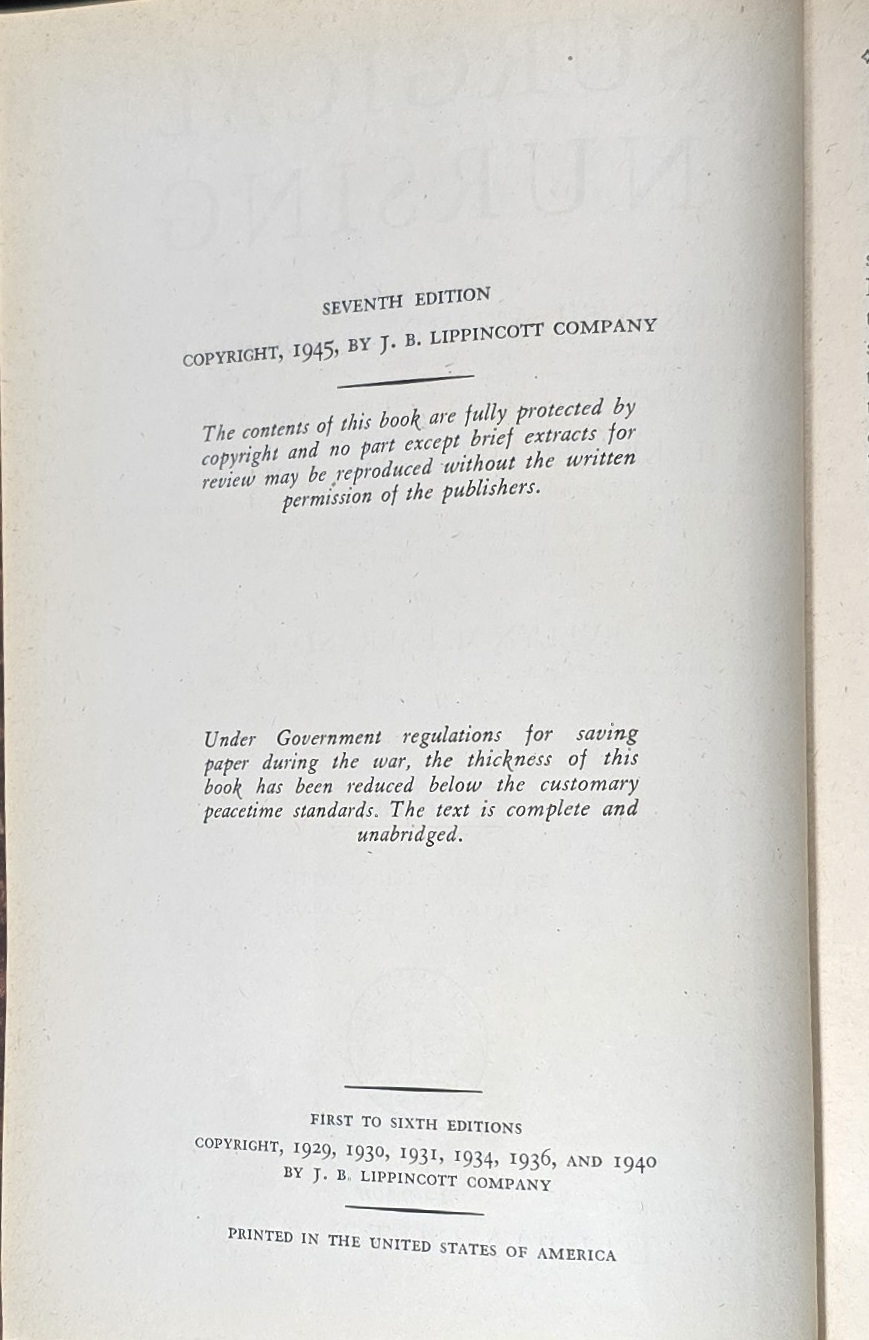 SEVENTH EDITION
COPYRIGHT, 1945, BY J. B. LIPPINCOTT COMPANY
The contents of this book are fully protected by
copyright and no part except brief extracts for
review may be reproduced without the written
permission of the publishers.
Under Government regulations for saving
paper during the war, the thickness of this
book has been reduced below the customary
peacetime standards. The text is complete and
unabridged.
FIRST TO SIXTH EDITIONS
COPYRIGHT, 1929, 1930, 1931, 1934, 1936, AND 1940
BY J. B. LIPPINCOTT COMPANY
PRINTED IN THE UNITED STATES OF AMERICA